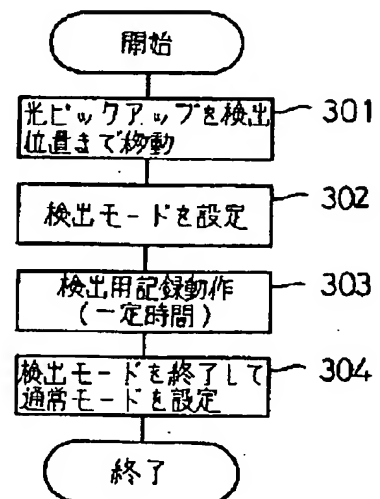 開始
光ピックアップを検出 301
位置まで移動
検出モードを設定 302
検出用記録動作 303
(一定時間)
検出モードを終了して 304
通常モードを設定
終了